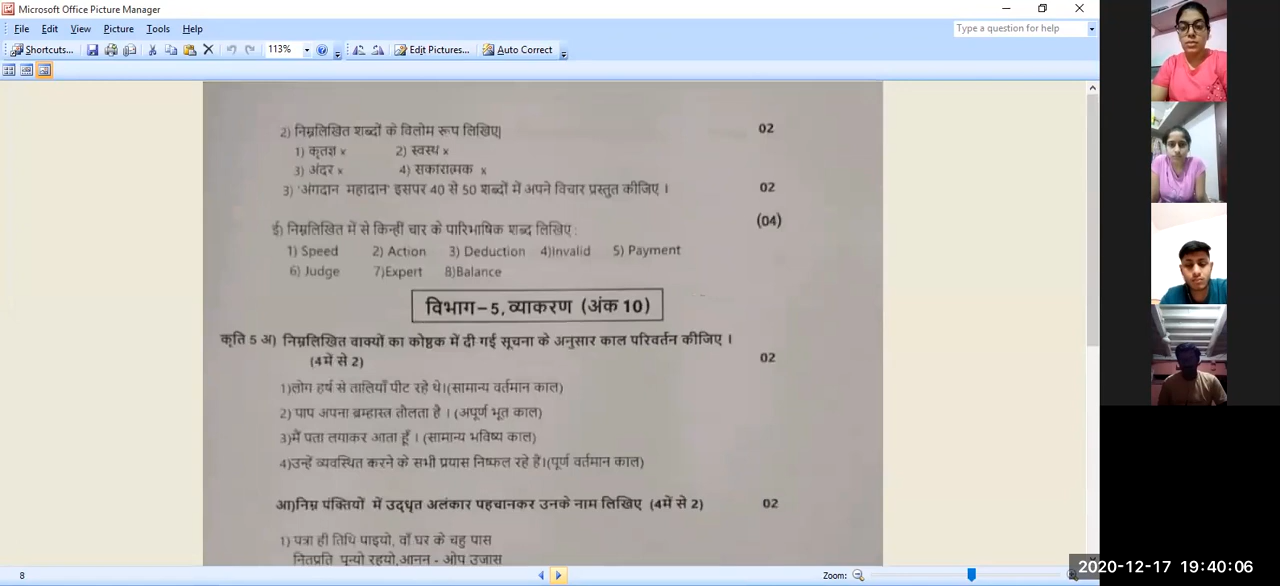 Microsoft Office Picture Manager
File Edit View Picture Tools Help
Type a question for help
Shortcuts... 113% Edit Pictures... Auto Correct
2) निम्नलिखित शब्दों के विलोम रूप लिखिए| 02
1) कृतज्ञ x 2) स्वस्थ x
3) अंदर x 4) सकारात्मक x
3) 'अंगदान महादान' इसपर 40 से 50 शब्दों में अपने विचार प्रस्तुत कीजिए । 02
ई) निम्नलिखित में से किन्हीं चार के पारिभाषिक शब्द लिखिए : (04)
1) Speed 2) Action 3) Deduction 4)Invalid 5) Payment
6) Judge 7)Expert 8)Balance
विभाग-5, व्याकरण (अंक 10)
कृति 5 अ) निम्नलिखित वाक्यों का कोष्ठक में दी गई सूचना के अनुसार काल परिवर्तन कीजिए ।
(4में से 2) 02
1)लोग हर्ष से तालियाँ पीट रहे थे।(सामान्य वर्तमान काल)
2) पाप अपना ब्रम्हास्त्र तौलता है । (अपूर्ण भूत काल)
3)मैं पता लगाकर आता हूँ । (सामान्य भविष्य काल)
4)उन्हें व्यवस्थित करने के सभी प्रयास निष्फल रहे हैं।(पूर्ण वर्तमान काल)
आ)निम्न पंक्तियों में उद्धृत अलंकार पहचानकर उनके नाम लिखिए (4में से 2) 02
1) पत्रा ही तिथि पाइयो, वाँ घर के चहु पास
नितप्रति पून्यो रहयो,आनन - ओप उजास
8 Zoom:
2020-12-17 19:40:06